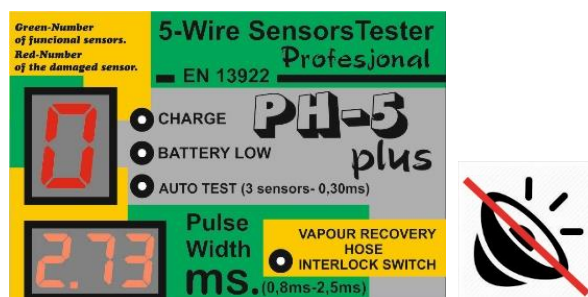 Green-Number
of funcional sensors.
Red-Number
of the damaged sensor.
5-Wire SensorsTester
Profesjonal
EN 13922
0
CHARGE
BATTERY LOW
AUTO TEST (3 sensors- 0,30ms)
PH-5
plus
2.73
Pulse
Width
ms. (0,8ms-2,5ms)
VAPOUR RECOVERY
HOSE
INTERLOCK SWITCH